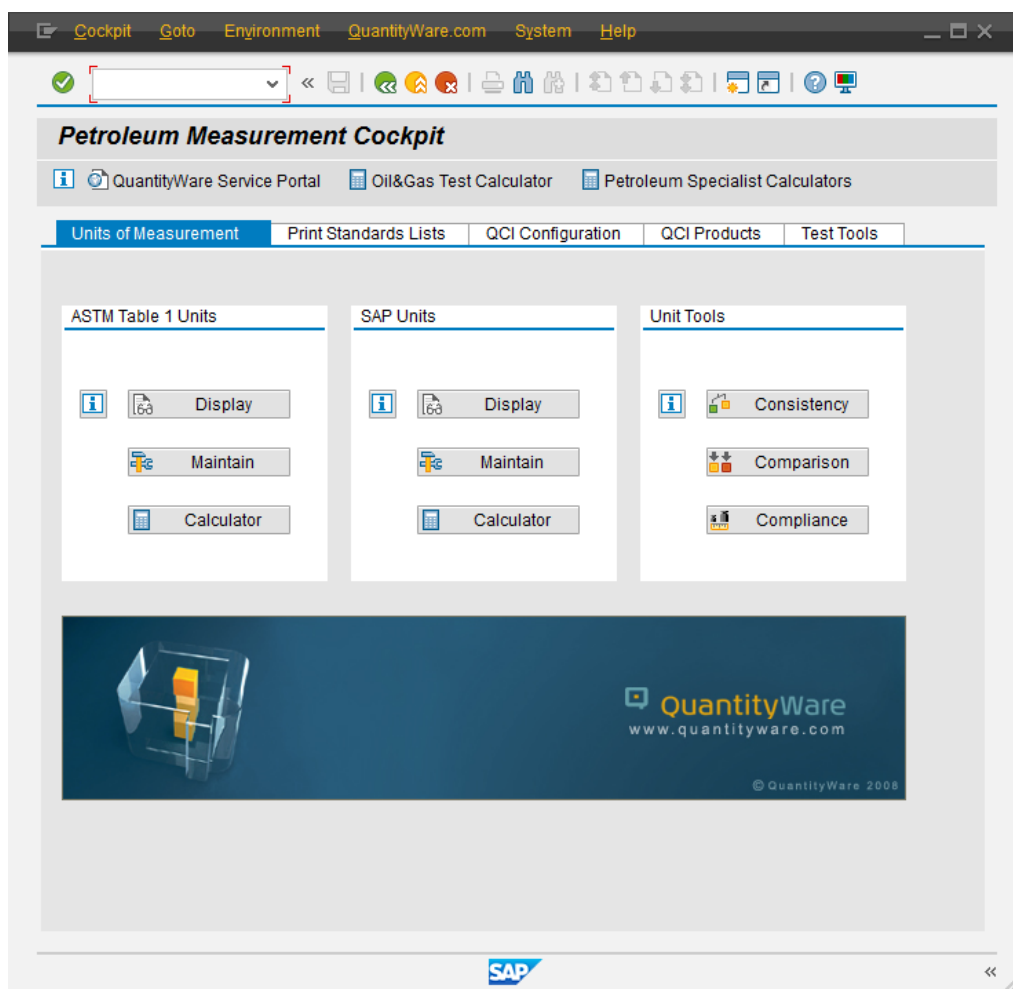 Cockpit Goto Environment QuantityWare.com System Help
Petroleum Measurement Cockpit
QuantityWare Service Portal Oil&Gas Test Calculator Petroleum Specialist Calculators
Units of Measurement Print Standards Lists QCI Configuration QCI Products Test Tools
ASTM Table 1 Units SAP Units Unit Tools
Display Display Consistency
Maintain Maintain Comparison
Calculator Calculator Compliance
QuantityWare
www.quantityware.com
© QuantityWare 2008
SAP